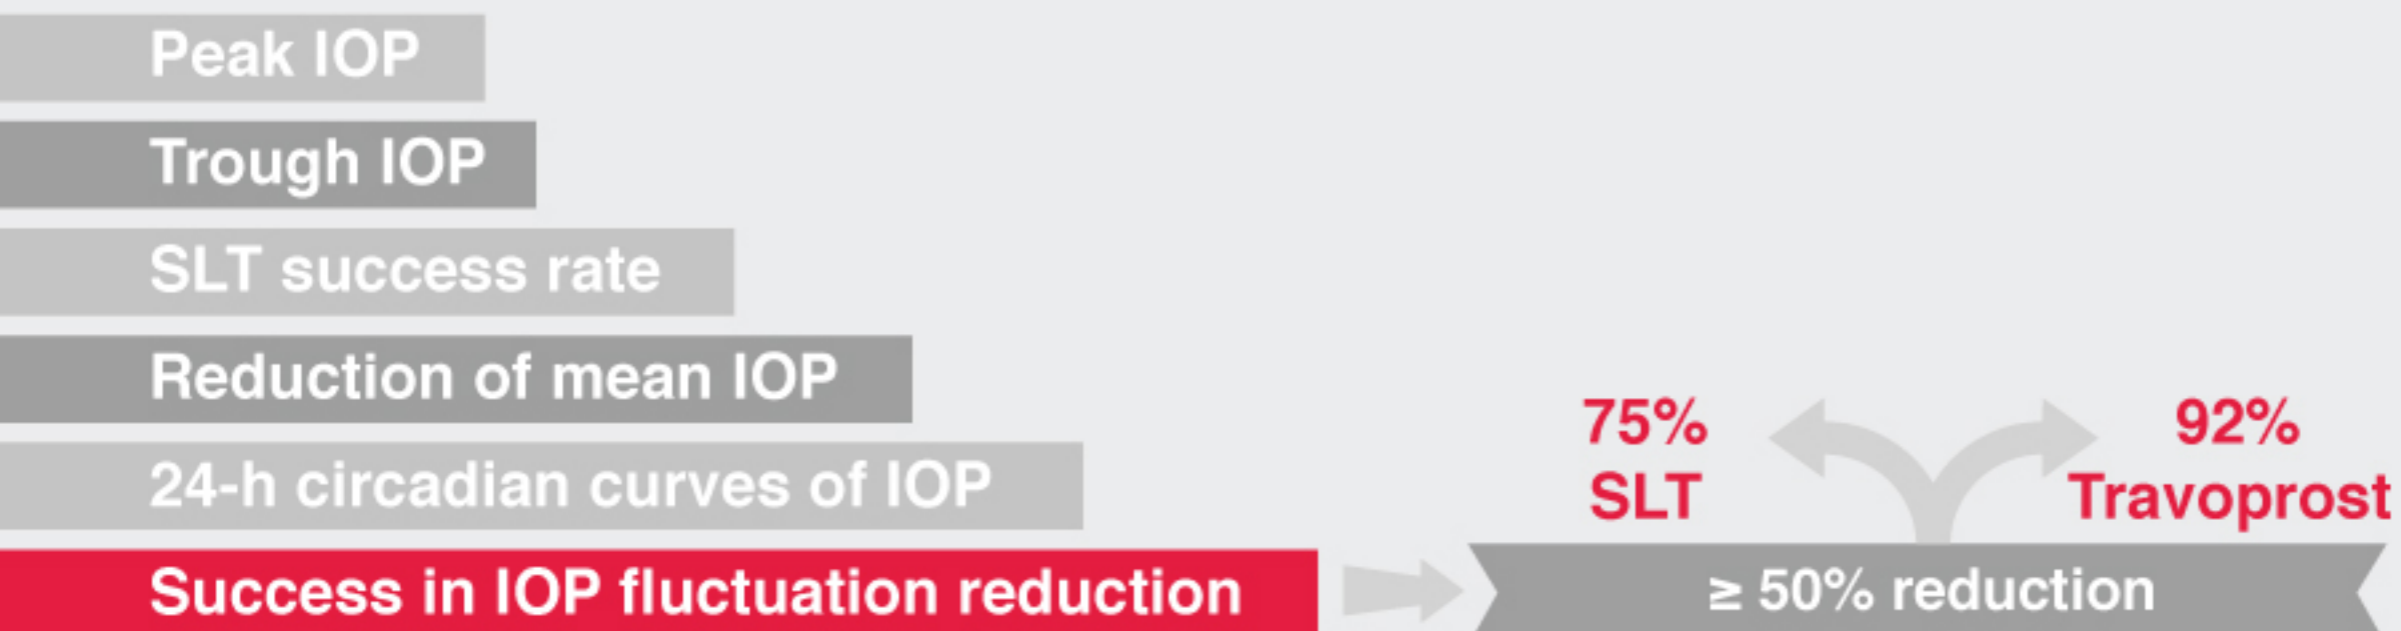 Peak IOP
Trough IOP
SLT success rate
Reduction of mean IOP
24-h circadian curves of IOP
Success in IOP fluctuation reduction
75%
SLT
92%
Travoprost
≥ 50% reduction